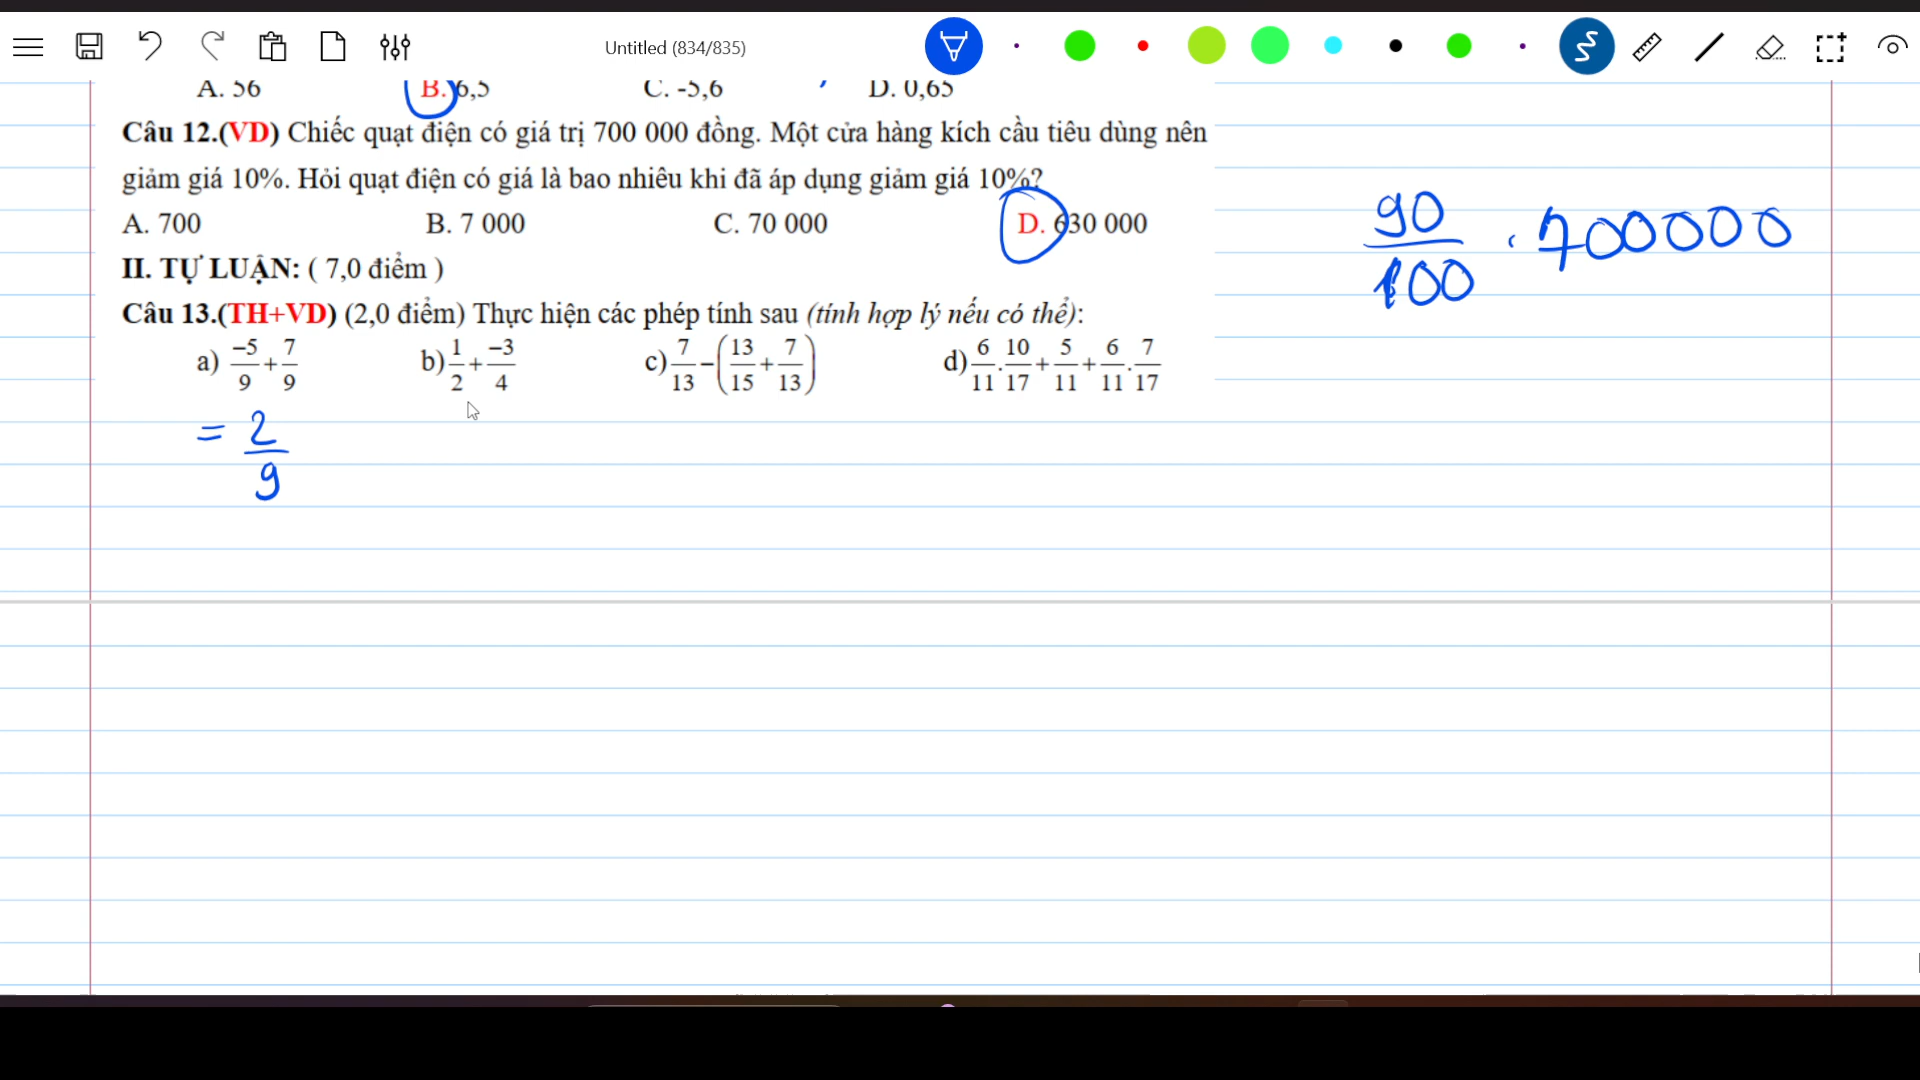 Untitled (834/835)
A. 56 B. 6,5 C. -5,6 D. 0,65
Câu 12.(VD) Chiếc quạt điện có giá trị 700 000 đồng. Một cửa hàng kích cầu tiêu dùng nên
giảm giá 10%. Hỏi quạt điện có giá là bao nhiêu khi đã áp dụng giảm giá 10%?
A. 700 B. 7 000 C. 70 000 D. 630 000
90/100 . 700000
II. TỰ LUẬN: ( 7,0 điểm )
Câu 13.(TH+VD) (2,0 điểm) Thực hiện các phép tính sau (tính hợp lý nếu có thể):
a) -5/9 + 7/9 b) 1/2 + -3/4 c) 7/13 - (13/15 + 7/13) d) 6/11 . 10/17 + 5/11 + 6/11 . 7/17
= 2/9